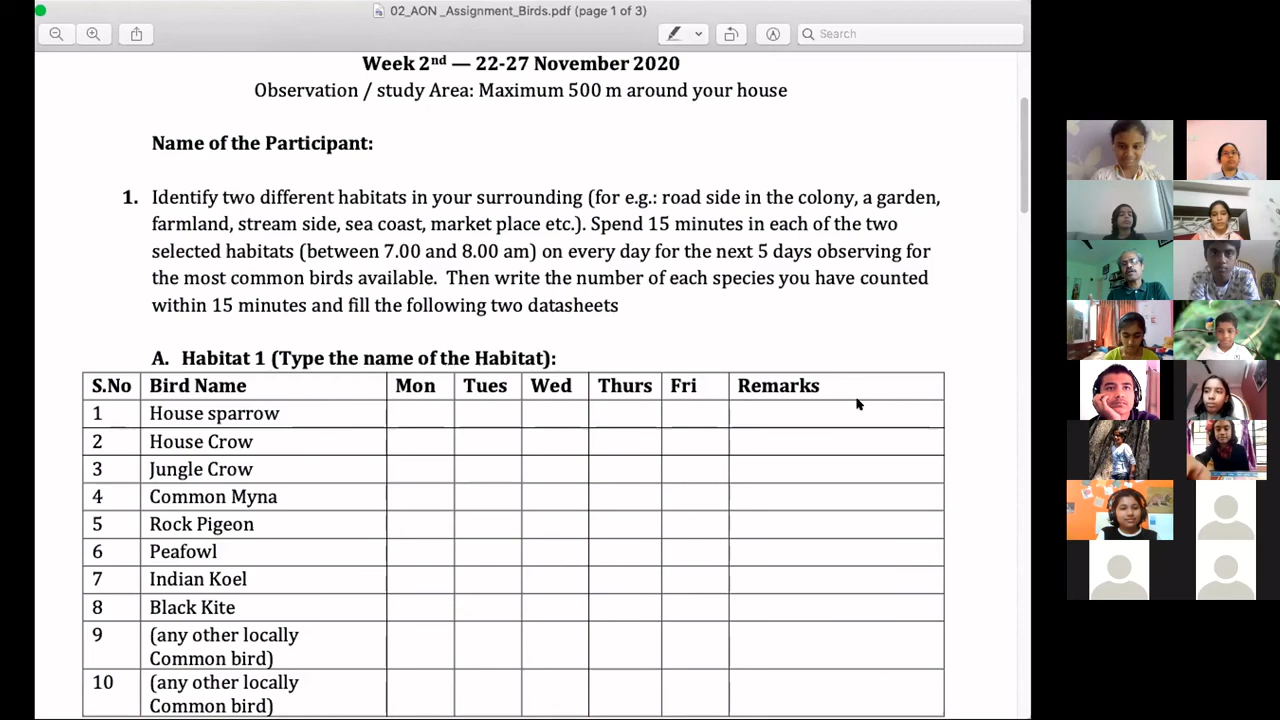 02_AON _Assignment_Birds.pdf (page 1 of 3)
Search
Week 2nd — 22-27 November 2020
Observation / study Area: Maximum 500 m around your house
Name of the Participant:
1. Identify two different habitats in your surrounding (for e.g.: road side in the colony, a garden,
farmland, stream side, sea coast, market place etc.). Spend 15 minutes in each of the two
selected habitats (between 7.00 and 8.00 am) on every day for the next 5 days observing for
the most common birds available. Then write the number of each species you have counted
within 15 minutes and fill the following two datasheets
A. Habitat 1 (Type the name of the Habitat):
S.No Bird Name Mon Tues Wed Thurs Fri Remarks
1 House sparrow
2 House Crow
3 Jungle Crow
4 Common Myna
5 Rock Pigeon
6 Peafowl
7 Indian Koel
8 Black Kite
9 (any other locally
Common bird)
10 (any other locally
Common bird)